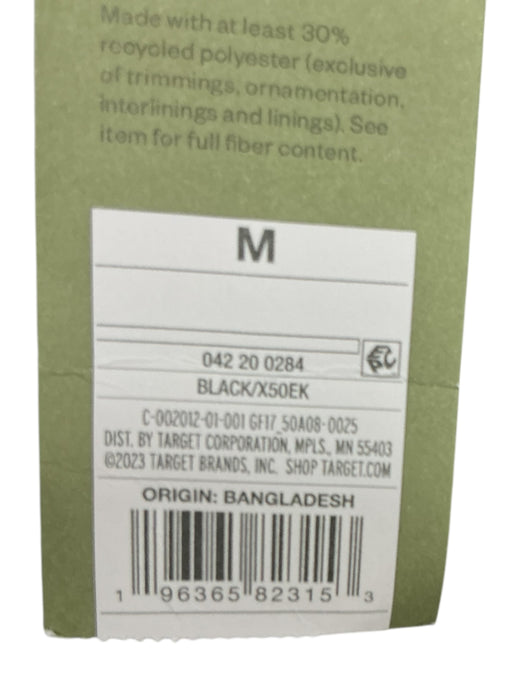 Made with at least 30%
recycled polyester (exclusive
of trimmings, ornamentation,
interlinings and linings). See
item for full fiber content.
M
042 20 0284
BLACK/X50EK
C-002012-01-001 GF17_50A08-0025
DIST. BY TARGET CORPORATION, MPLS., MN 55403
©2023 TARGET BRANDS, INC. SHOP TARGET.COM
ORIGIN: BANGLADESH
1 96365 82315 3